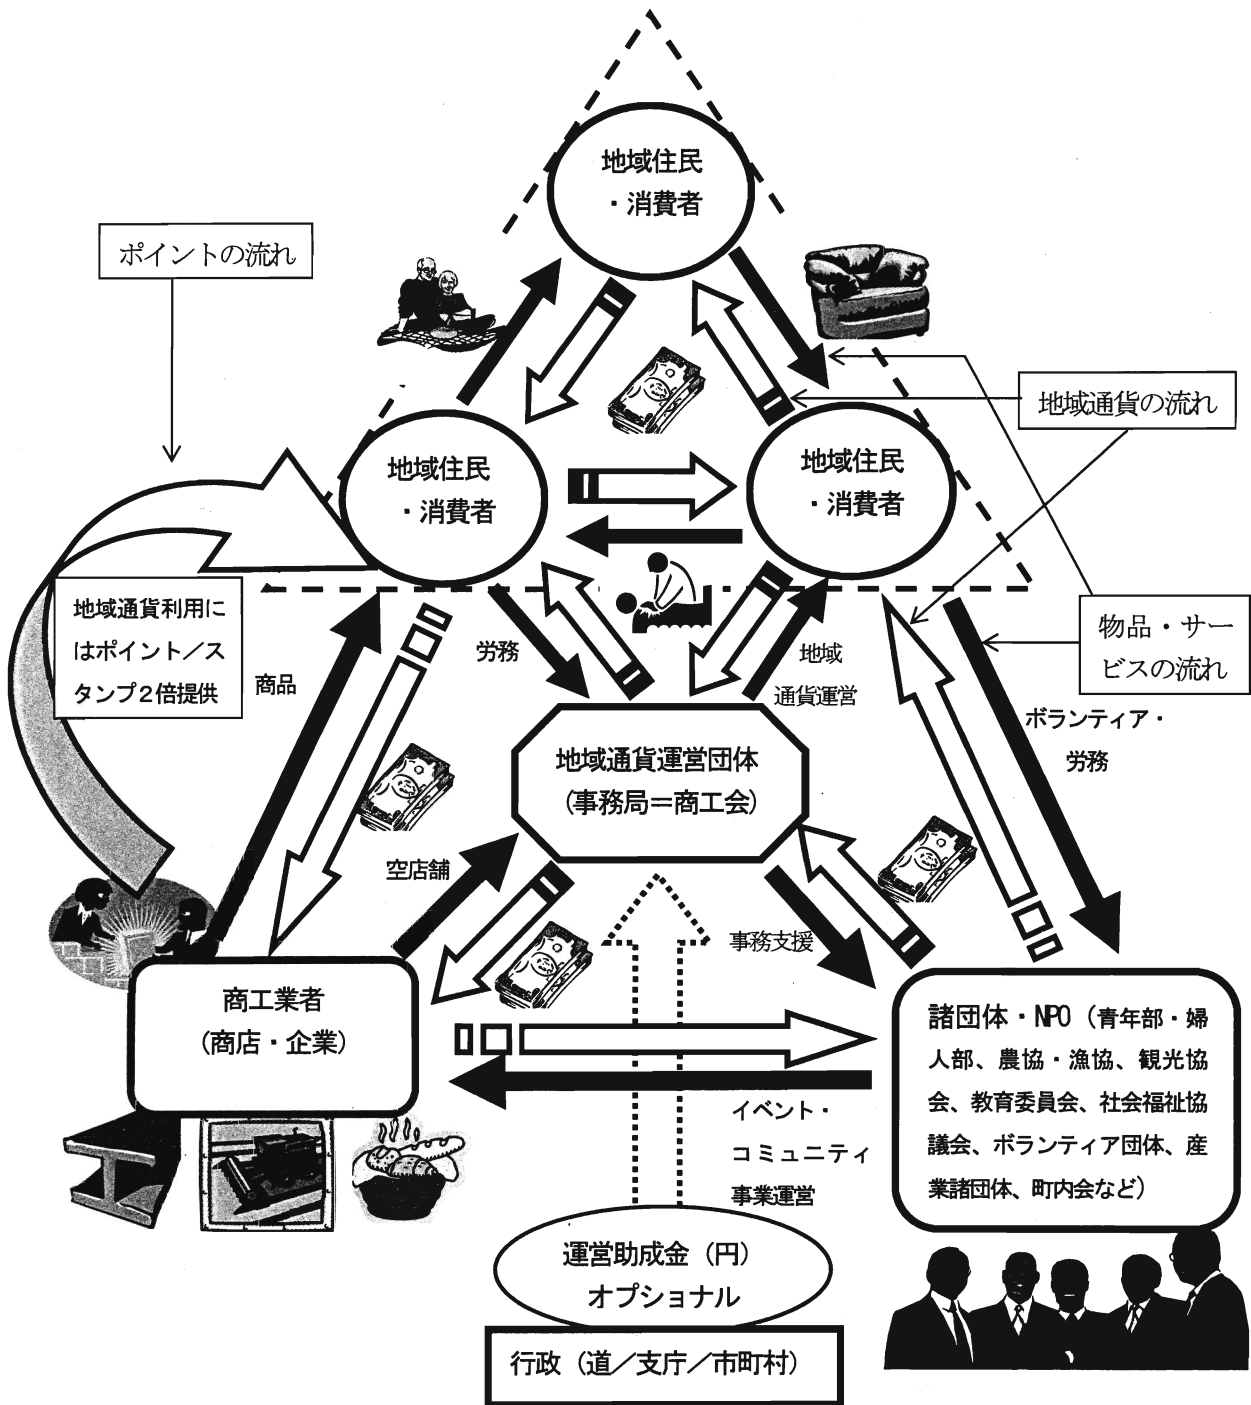 地域住民
・消費者
ポイントの流れ
地域通貨の流れ
地域住民
・消費者
地域住民
・消費者
地域通貨利用に
はポイント／ス
タンプ２倍提供
商品
労務
地域
通貨運営
物品・サー
ビスの流れ
ボランティア・
労務
地域通貨運営団体
（事務局＝商工会）
空店舗
事務支援
商工業者
（商店・企業）
諸団体・NPO（青年部・婦
人部、農協・漁協、観光協
会、教育委員会、社会福祉協
議会、ボランティア団体、産
業諸団体、町内会など）
イベント・
コミュニティ
事業運営
運営助成金（円）
オプショナル
行政（道／支庁／市町村）